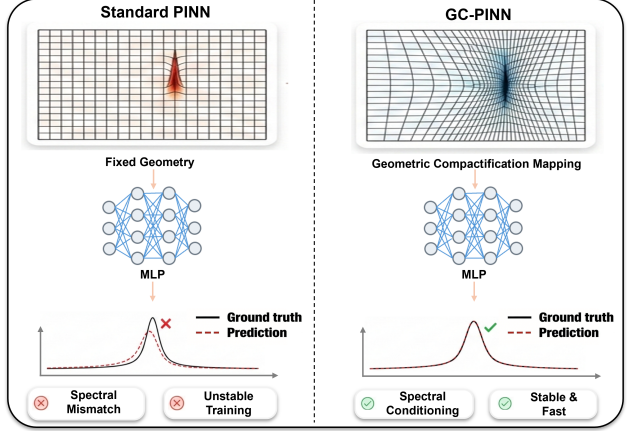 Standard PINN
Fixed Geometry
MLP
Ground truth
Prediction
Spectral
Mismatch
Unstable
Training
GC-PINN
Geometric Compactification Mapping
MLP
Ground truth
Prediction
Spectral
Conditioning
Stable &
Fast